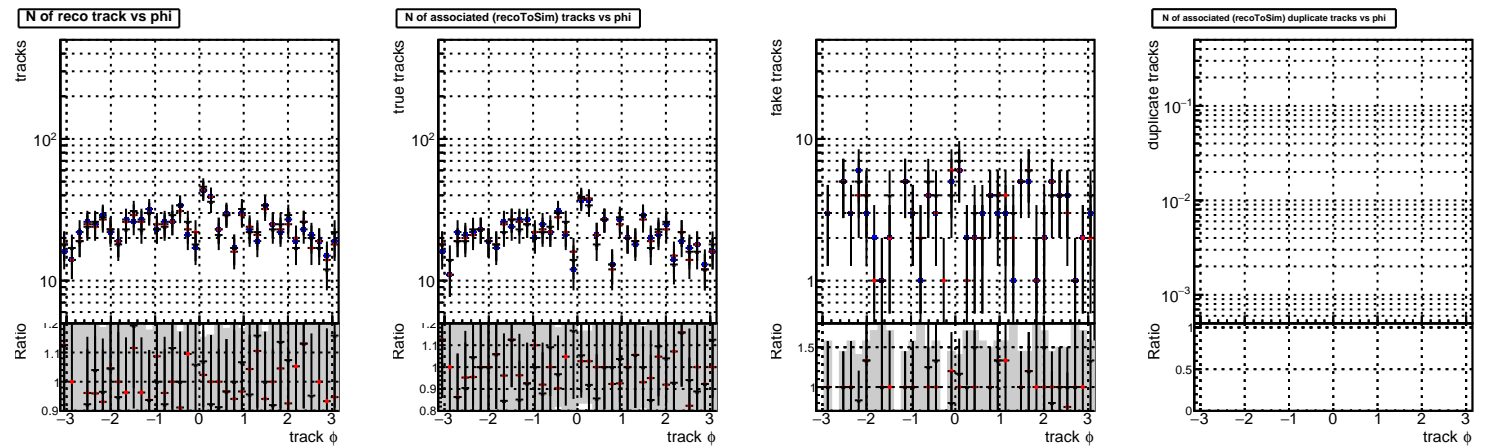 N of reco track vs phi
tracks
10²
10
Ratio
1.2
1.1
1
0.9
−3 −2 −1 0 1 2 3
track ϕ
N of associated (recoToSim) tracks vs phi
true tracks
10²
10
Ratio
1.2
1.1
1
0.9
0.8
−3 −2 −1 0 1 2 3
track ϕ
fake tracks
10
1
Ratio
1.5
1
−3 −2 −1 0 1 2 3
track ϕ
N of associated (recoToSim) duplicate tracks vs phi
duplicate tracks
10⁻¹
10⁻²
10⁻³
Ratio
1
0.5
0
−3 −2 −1 0 1 2 3
track ϕ